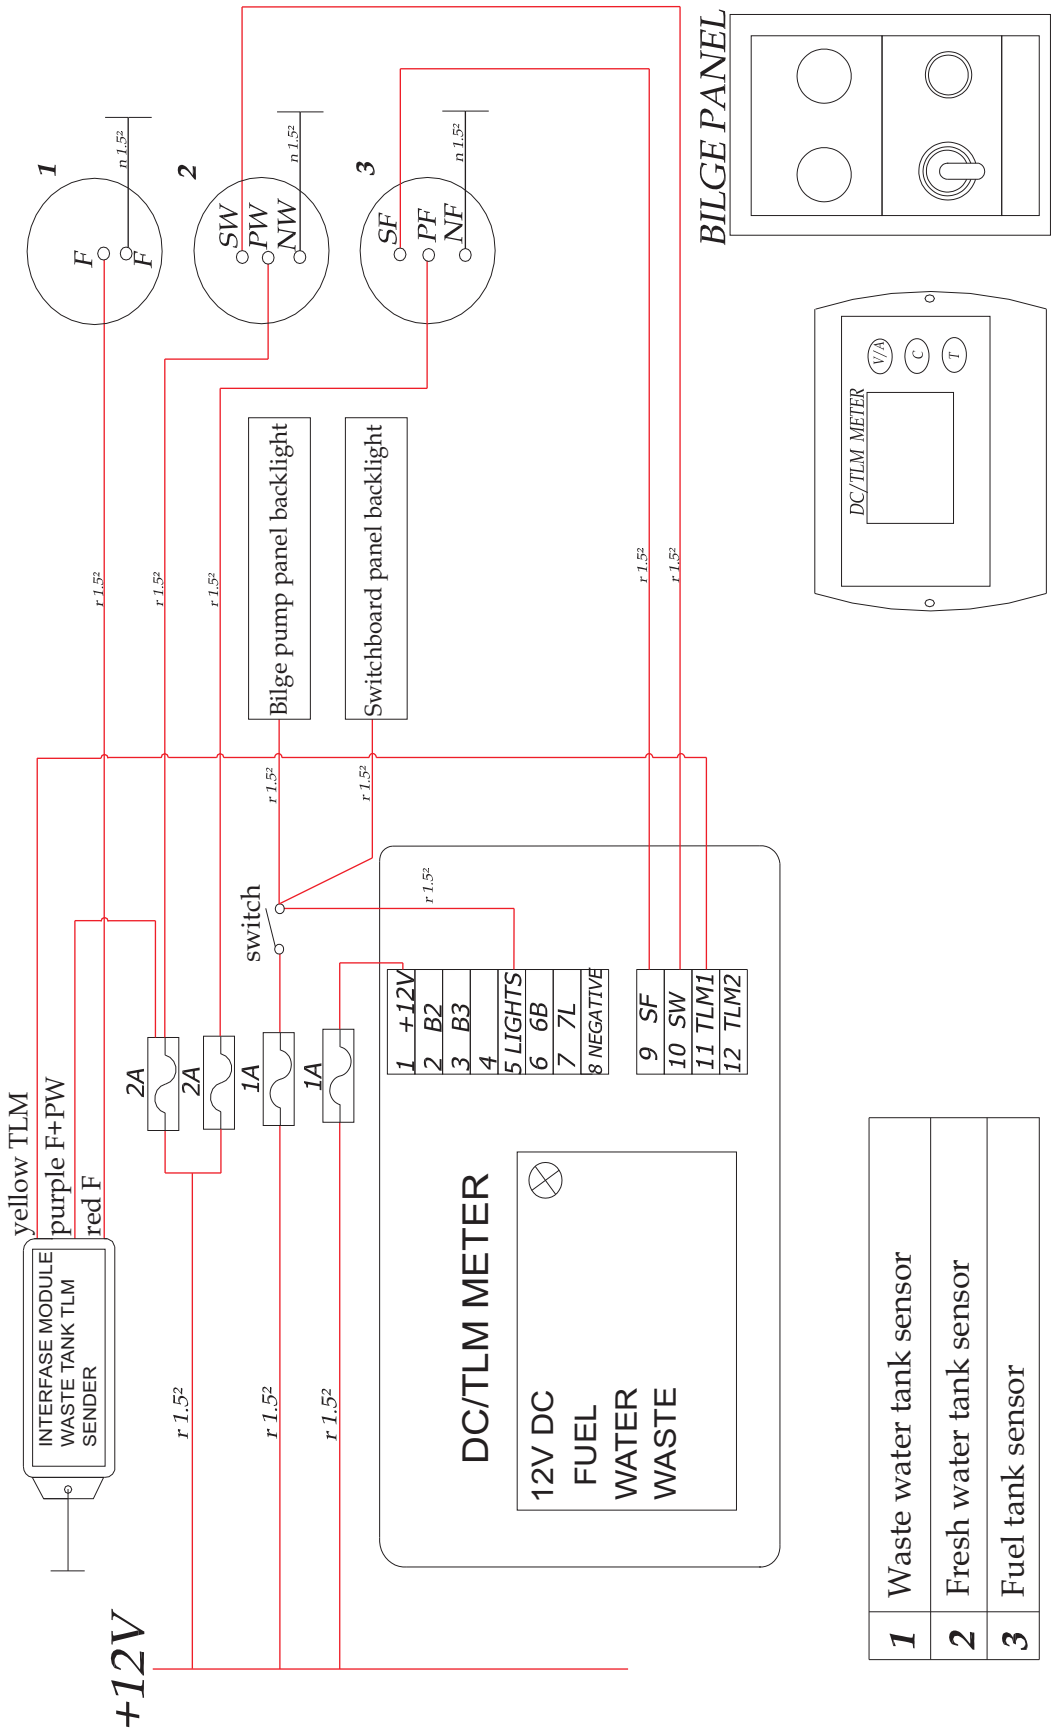 +12V
INTERFASE MODULE
WASTE TANK TLM
SENDER
yellow TLM
purple F+PW
red F
r 1.5²
r 1.5²
r 1.5²
2A
2A
1A
1A
switch
r 1.5²
r 1.5²
r 1.5²
Bilge pump panel backlight
Switchboard panel backlight
r 1.5²
r 1.5²
r 1.5²
1
F
F
n 1.5²
2
SW
PW
NW
n 1.5²
3
SF
PF
NF
n 1.5²
r 1.5²
r 1.5²
DC/TLM METER
12V DC
FUEL
WATER
WASTE
1 +12V
2 B2
3 B3
4
5 LIGHTS
6 6B
7 7L
8 NEGATIVE
9 SF
10 SW
11 TLM1
12 TLM2
BILGE PANEL
DC/TLM METER
V/A
C
T
1 Waste water tank sensor
2 Fresh water tank sensor
3 Fuel tank sensor